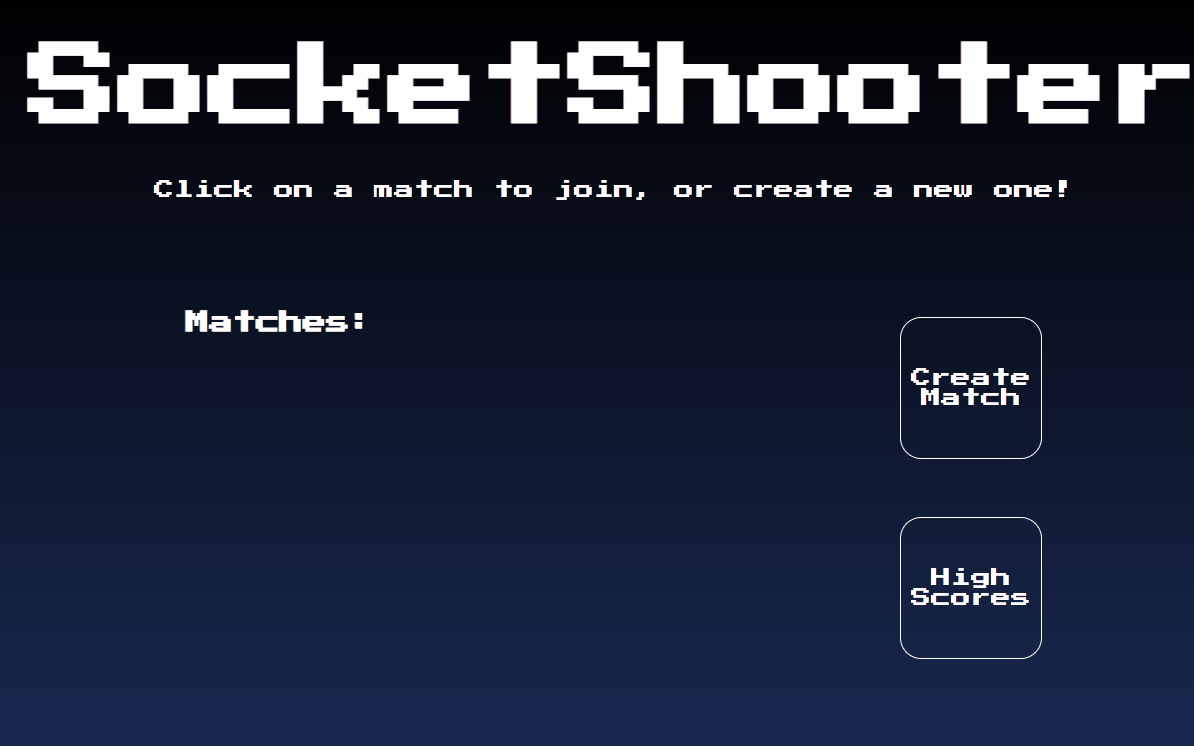 SocketShooter
Click on a match to join, or create a new one!
Matches:
Create
Match
High
Scores